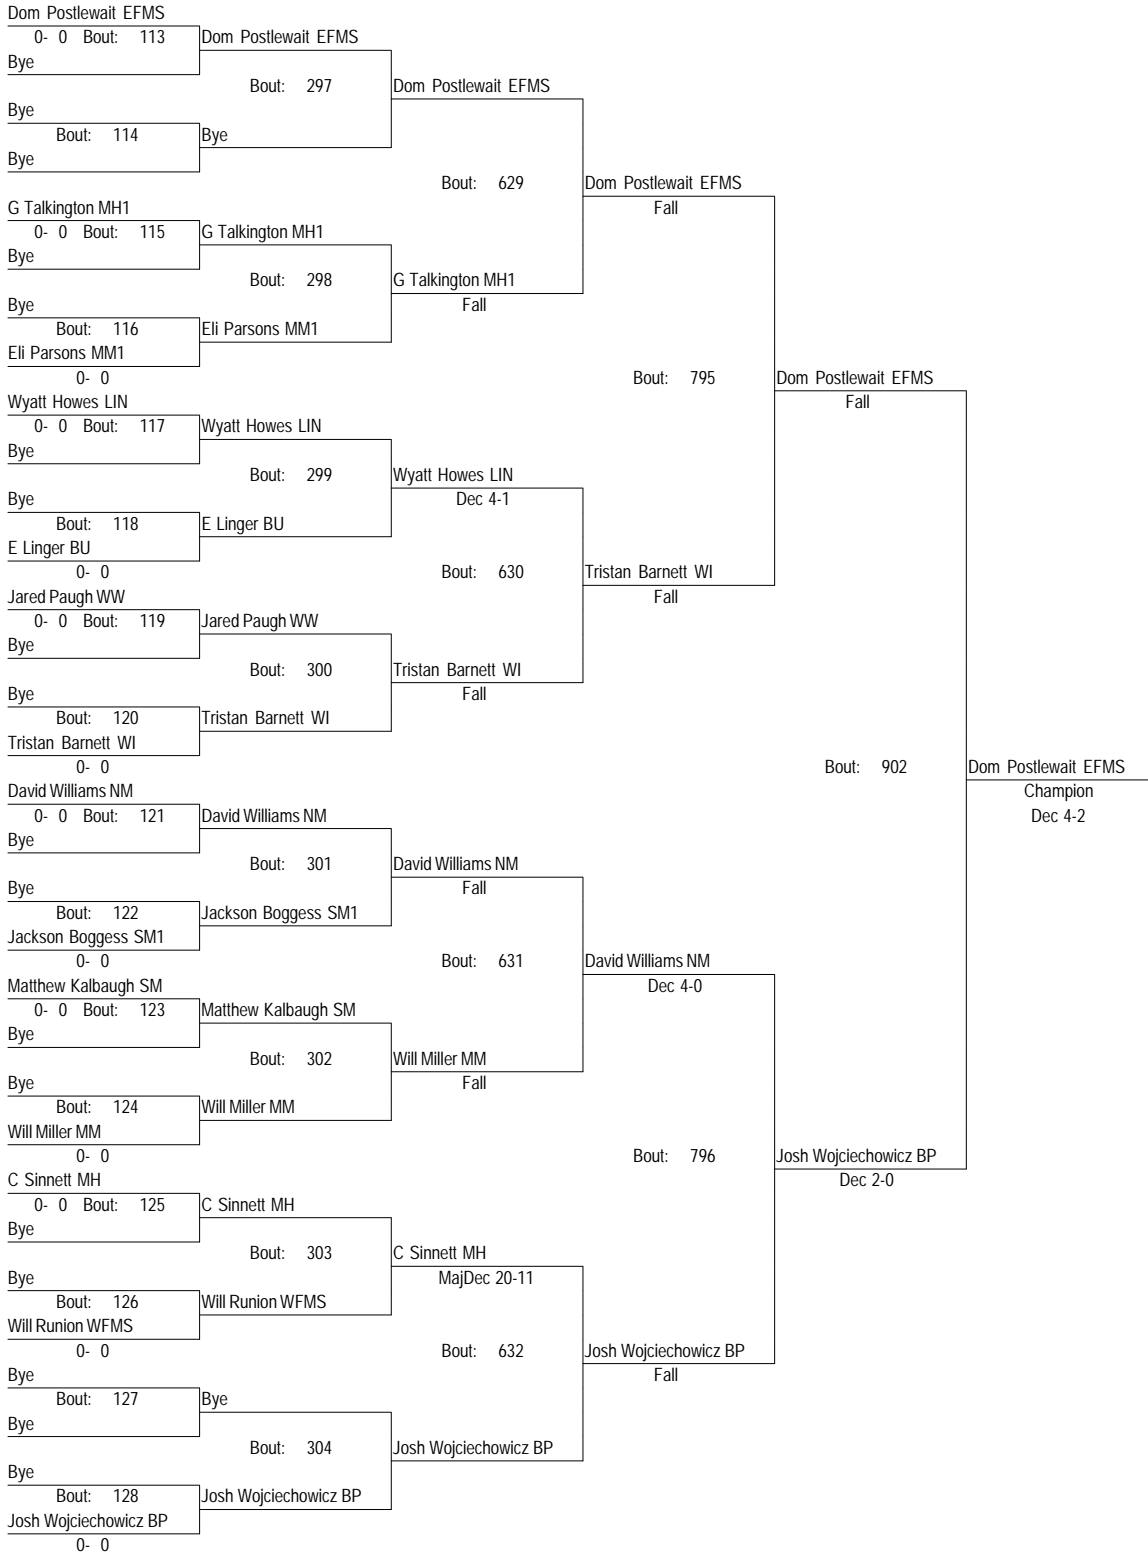 Dom Postlewait EFMS
0- 0 Bout: 113
Dom Postlewait EFMS
Bye
Bout: 297
Dom Postlewait EFMS
Bye
Bout: 114
Bye
Bye
Bout: 629
Dom Postlewait EFMS
Fall
G Talkington MH1
0- 0 Bout: 115
G Talkington MH1
Bye
Bout: 298
G Talkington MH1
Fall
Bye
Bout: 116
Eli Parsons MM1
Eli Parsons MM1
0- 0
Bout: 795
Dom Postlewait EFMS
Fall
Wyatt Howes LIN
0- 0 Bout: 117
Wyatt Howes LIN
Bye
Bout: 299
Wyatt Howes LIN
Dec 4-1
Bye
Bout: 118
E Linger BU
E Linger BU
0- 0
Bout: 630
Tristan Barnett WI
Fall
Jared Paugh WW
0- 0 Bout: 119
Jared Paugh WW
Bye
Bout: 300
Tristan Barnett WI
Fall
Bye
Bout: 120
Tristan Barnett WI
Tristan Barnett WI
0- 0
Bout: 902
Dom Postlewait EFMS
Champion
Dec 4-2
David Williams NM
0- 0 Bout: 121
David Williams NM
Bye
Bout: 301
David Williams NM
Fall
Bye
Bout: 122
Jackson Boggess SM1
Jackson Boggess SM1
0- 0
Bout: 631
David Williams NM
Dec 4-0
Matthew Kalbaugh SM
0- 0 Bout: 123
Matthew Kalbaugh SM
Bye
Bout: 302
Will Miller MM
Fall
Bye
Bout: 124
Will Miller MM
Will Miller MM
0- 0
Bout: 796
Josh Wojciechowicz BP
Dec 2-0
C Sinnett MH
0- 0 Bout: 125
C Sinnett MH
Bye
Bout: 303
C Sinnett MH
MajDec 20-11
Bye
Bout: 126
Will Runion WFMS
Will Runion WFMS
0- 0
Bout: 632
Josh Wojciechowicz BP
Fall
Bye
Bout: 127
Bye
Bye
Bout: 304
Josh Wojciechowicz BP
Bye
Bout: 128
Josh Wojciechowicz BP
Josh Wojciechowicz BP
0- 0